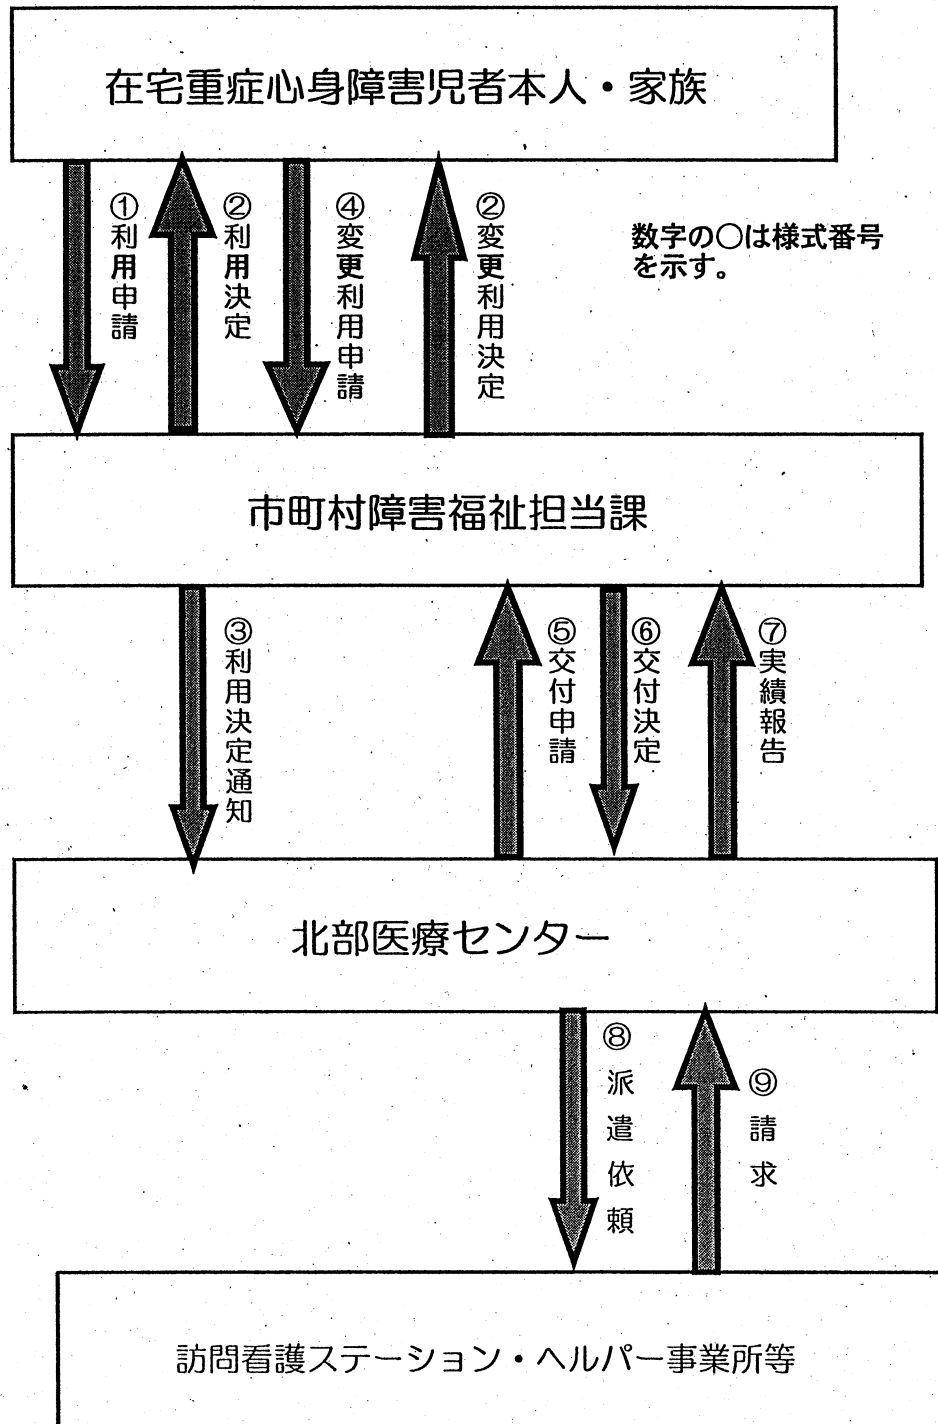 在宅重症心身障害児者本人・家族
①利用申請
②利用決定
④変更利用申請
②変更利用決定
数字の○は様式番号
を示す。
市町村障害福祉担当課
③利用決定通知
⑤交付申請
⑥交付決定
⑦実績報告
北部医療センター
⑧派遣依頼
⑨請求
訪問看護ステーション・ヘルパー事業所等